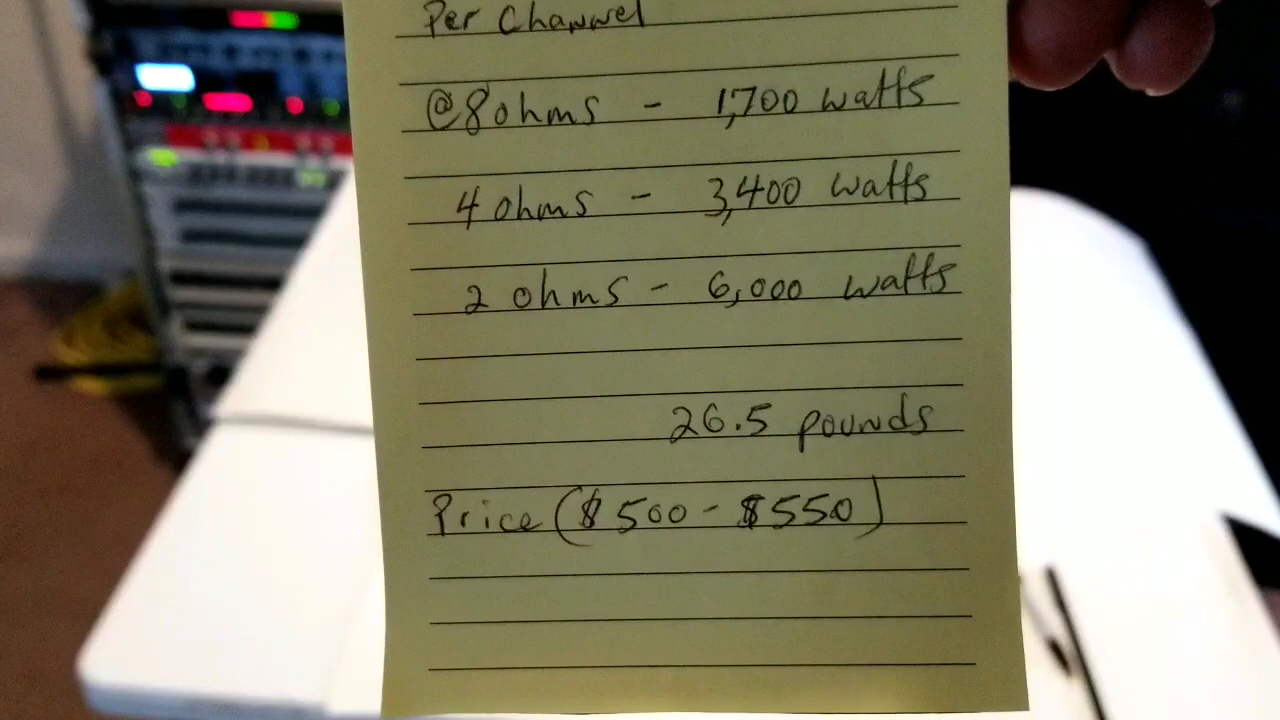 Per Channel
@8ohms - 1,700 watts
4 ohms - 3,400 watts
2 ohms - 6,000 watts
26.5 pounds
Price ($500 - $550)